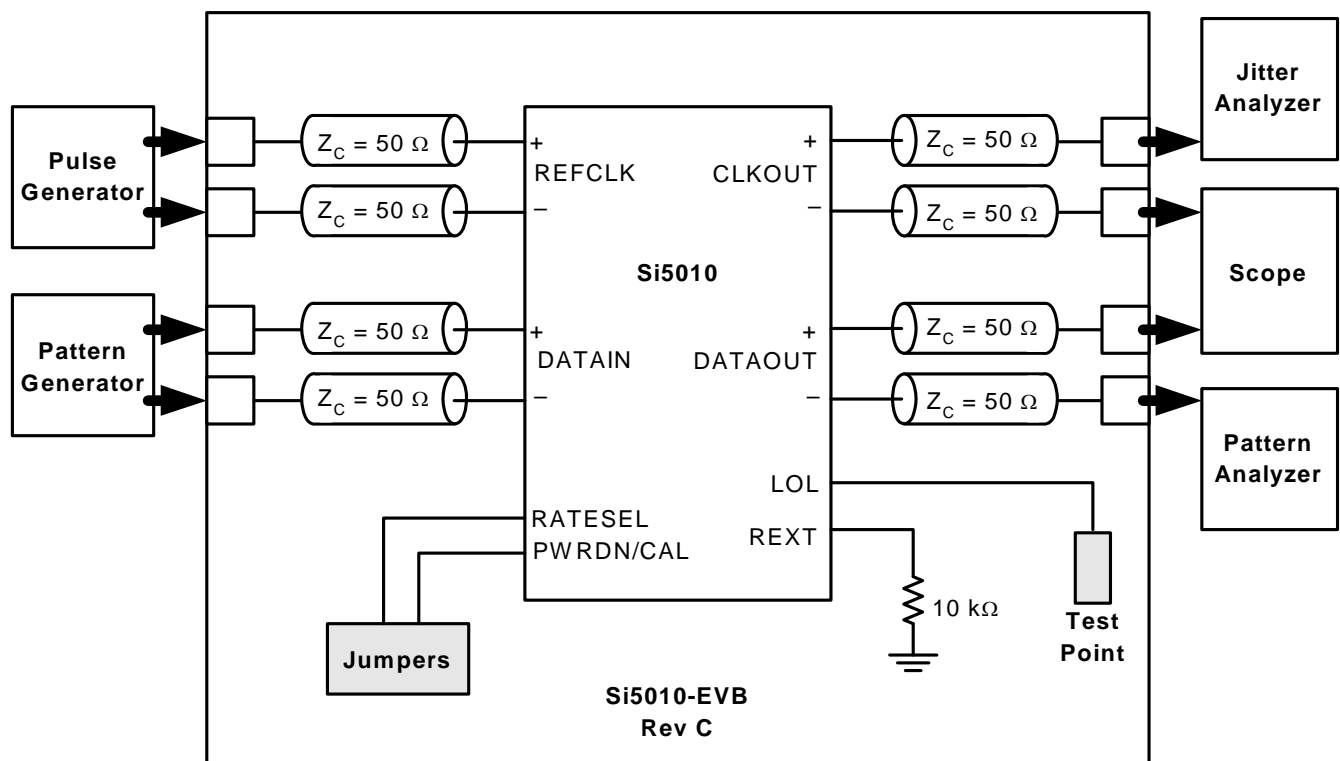 Jitter
Analyzer
Pulse
Generator
Z_C = 50 Ω
Z_C = 50 Ω
+
REFCLK
−
+
CLKOUT
−
Z_C = 50 Ω
Z_C = 50 Ω
Si5010
Scope
Pattern
Generator
Z_C = 50 Ω
Z_C = 50 Ω
+
DATAIN
−
+
DATAOUT
−
Z_C = 50 Ω
Z_C = 50 Ω
Pattern
Analyzer
LOL
RATESEL
REXT
PWRDN/CAL
10 kΩ
Test
Point
Jumpers
Si5010-EVB
Rev C